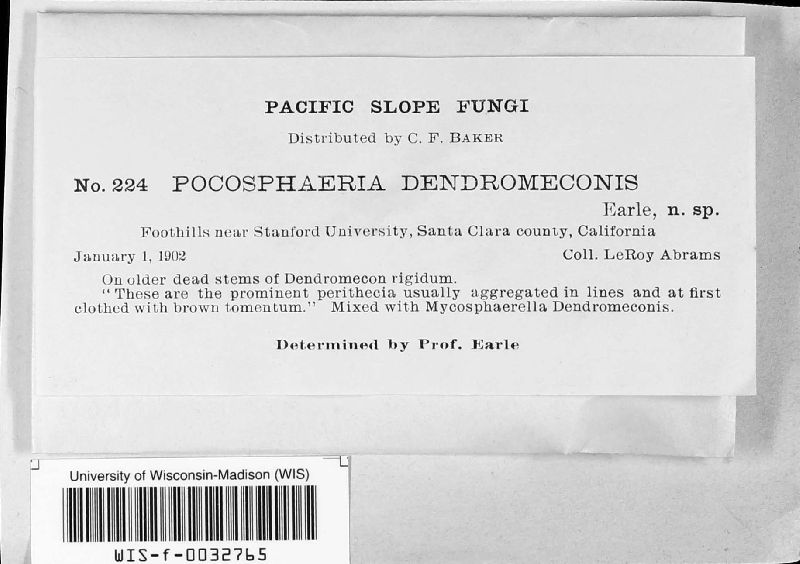 PACIFIC SLOPE FUNGI
Distributed by C. F. BAKER
No. 224 POCOSPHAERIA DENDROMECONIS
Earle, n. sp.
Foothills near Stanford University, Santa Clara county, California
January 1, 1902 Coll. LeRoy Abrams
On older dead stems of Dendromecon rigidum.
"These are the prominent perithecia usually aggregated in lines and at first
clothed with brown tomentum." Mixed with Mycosphaerella Dendromeconis.
Determined by Prof. Earle
University of Wisconsin-Madison (WIS)
WIS-f-0032765